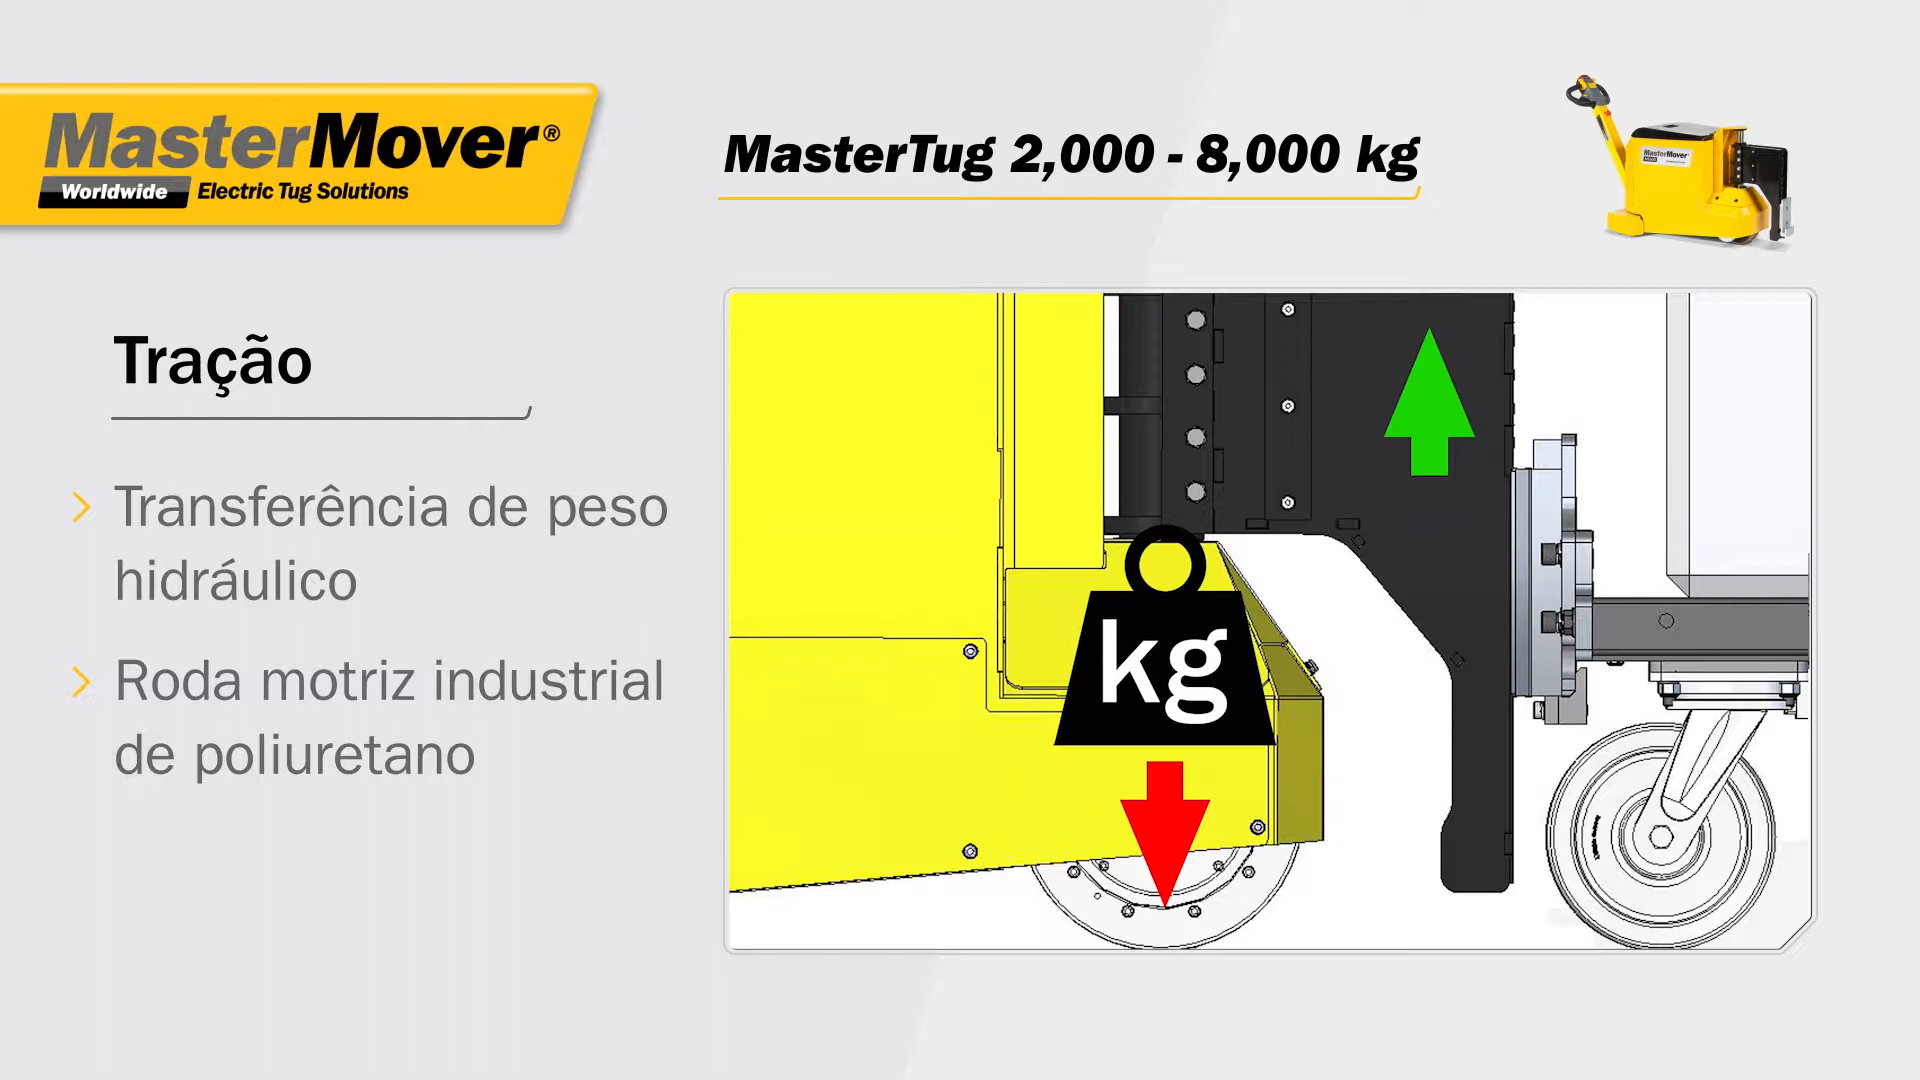 MasterMover®
Worldwide Electric Tug Solutions
MasterTug 2,000 - 8,000 kg
MasterMover
Tração
Transferência de peso
hidráulico
Roda motriz industrial
de poliuretano
kg